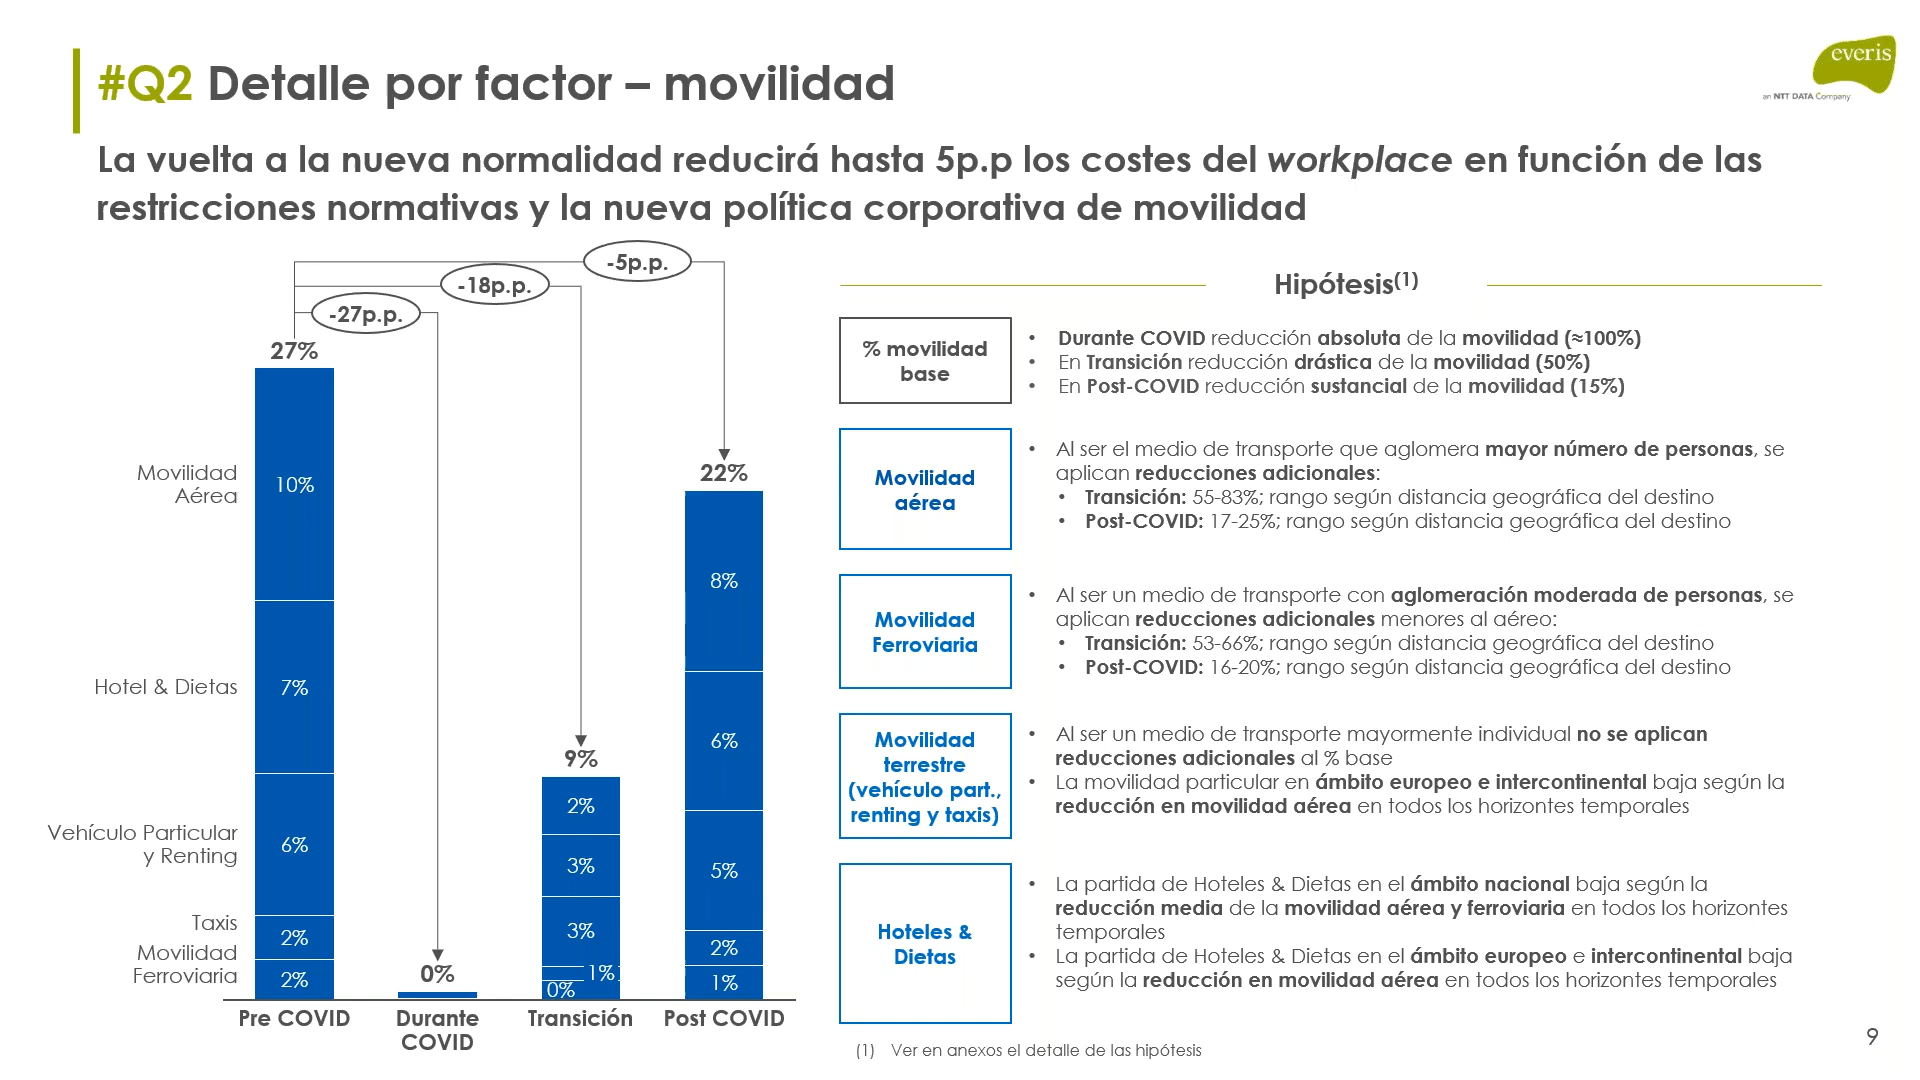 #Q2 Detalle por factor – movilidad
everis
an NTT DATA Company
La vuelta a la nueva normalidad reducirá hasta 5p.p los costes del workplace en función de las
restricciones normativas y la nueva política corporativa de movilidad
-5p.p.
-18p.p.
-27p.p.
27%
22%
9%
0%
Movilidad
Aérea
10%
8%
2%
Hotel & Dietas
7%
6%
3%
Vehículo Particular
y Renting
6%
5%
3%
Taxis
2%
2%
1%
Movilidad
Ferroviaria
2%
0%
1%
Pre COVID
Durante
COVID
Transición
Post COVID
Hipótesis(1)
% movilidad
base
• Durante COVID reducción absoluta de la movilidad (≈100%)
• En Transición reducción drástica de la movilidad (50%)
• En Post-COVID reducción sustancial de la movilidad (15%)
Movilidad
aérea
• Al ser el medio de transporte que aglomera mayor número de personas, se
aplican reducciones adicionales:
• Transición: 55-83%; rango según distancia geográfica del destino
• Post-COVID: 17-25%; rango según distancia geográfica del destino
Movilidad
Ferroviaria
• Al ser un medio de transporte con aglomeración moderada de personas, se
aplican reducciones adicionales menores al aéreo:
• Transición: 53-66%; rango según distancia geográfica del destino
• Post-COVID: 16-20%; rango según distancia geográfica del destino
Movilidad
terrestre
(vehículo part.,
renting y taxis)
• Al ser un medio de transporte mayormente individual no se aplican
reducciones adicionales al % base
• La movilidad particular en ámbito europeo e intercontinental baja según la
reducción en movilidad aérea en todos los horizontes temporales
Hoteles &
Dietas
• La partida de Hoteles & Dietas en el ámbito nacional baja según la
reducción media de la movilidad aérea y ferroviaria en todos los horizontes
temporales
• La partida de Hoteles & Dietas en el ámbito europeo e intercontinental baja
según la reducción en movilidad aérea en todos los horizontes temporales
(1) Ver en anexos el detalle de las hipótesis
9